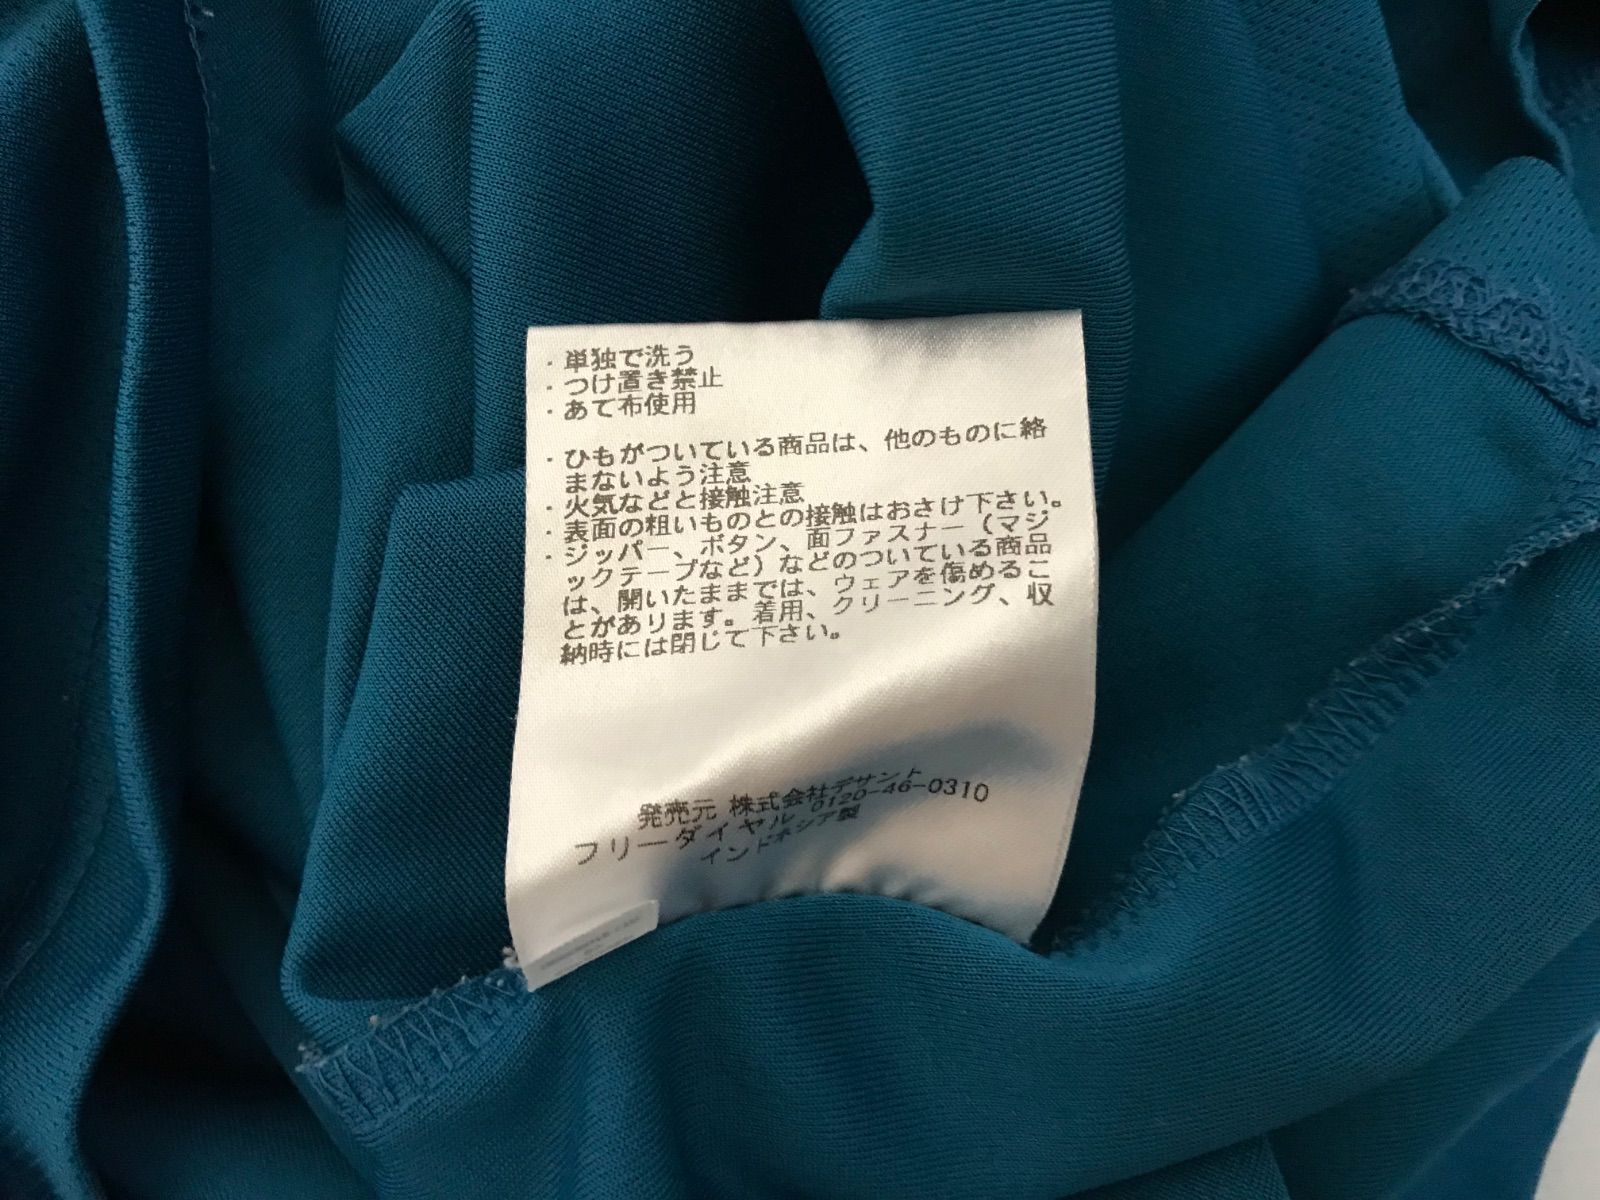 ・単独で洗う
・つけ置き禁止
・あて布使用
・ひもがついている商品は、他のものに絡
まないよう注意
・火気などと接触注意
・表面の粗いものとの接触はおさけ下さい。
・ジッパー、ボタン、面ファスナー（マジ
ックテープなど）などのついている商品
は、開いたままでは、ウェアを傷めるこ
とがあります。着用、クリーニング、収
納時には閉じて下さい。
発売元 株式会社デサント
フリーダイヤル 0120-46-0310
インドネシア製